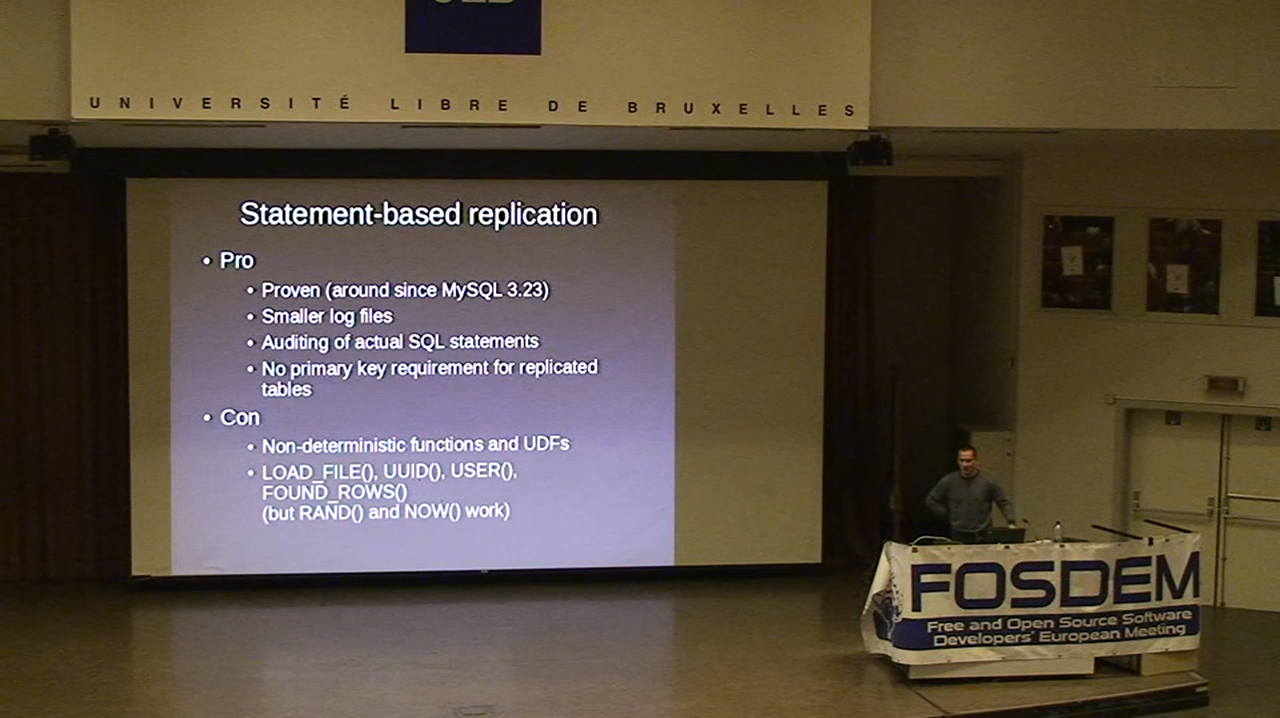 UNIVERSITÉ LIBRE DE BRUXELLES
Statement-based replication
• Pro
• Proven (around since MySQL 3.23)
• Smaller log files
• Auditing of actual SQL statements
• No primary key requirement for replicated
tables
• Con
• Non-deterministic functions and UDFs
• LOAD_FILE(), UUID(), USER(),
FOUND_ROWS()
(but RAND() and NOW() work)
FOSDEM
Free and Open Source Software
Developers' European Meeting